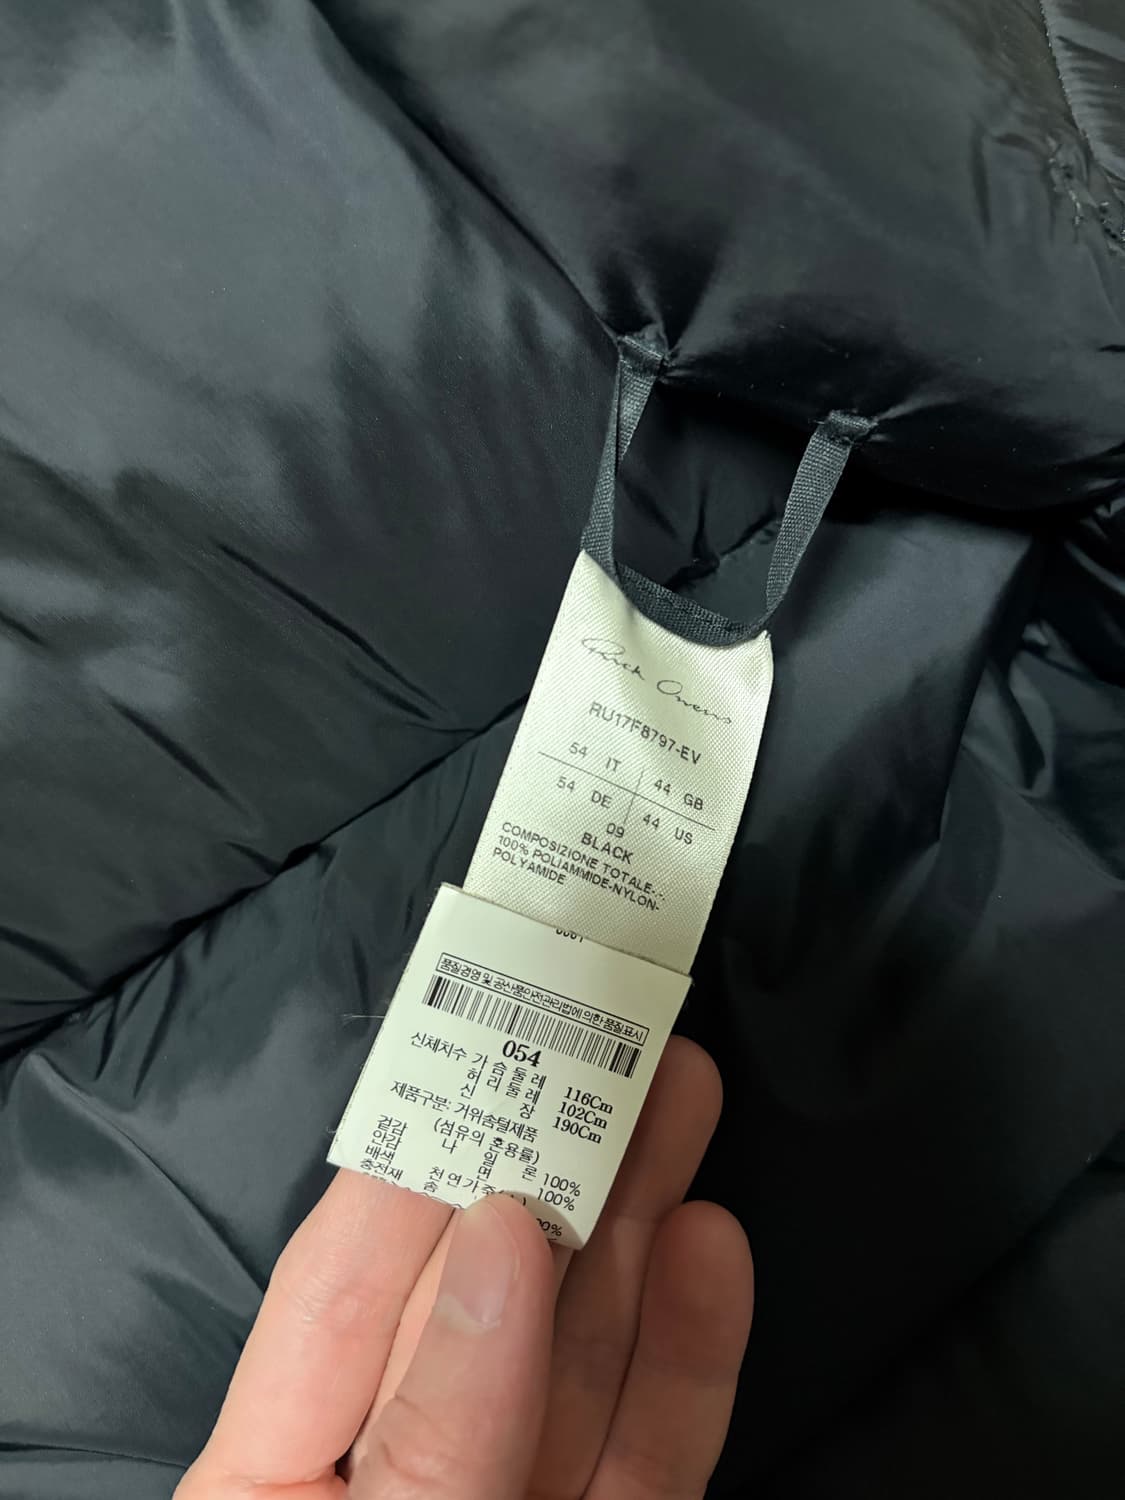 Rick Owens
RU17F8797-EV
54 IT 44 GB
54 DE 44 US
09
BLACK
COMPOSIZIONE TOTALE-:-
100% POLIAMMIDE-NYLON-
POLYAMIDE
품질경영 및 공산품안전관리법에 의한 품질표시
054
신체치수 가 슴 둘 레 116Cm
허 리 둘 레 102Cm
신 장 190Cm
제품구분: 거위솜털제품
(섬유의 혼용률)
겉감 나 일 론 100%
안감 면 100%
배색 천연가죽
충전재 솜